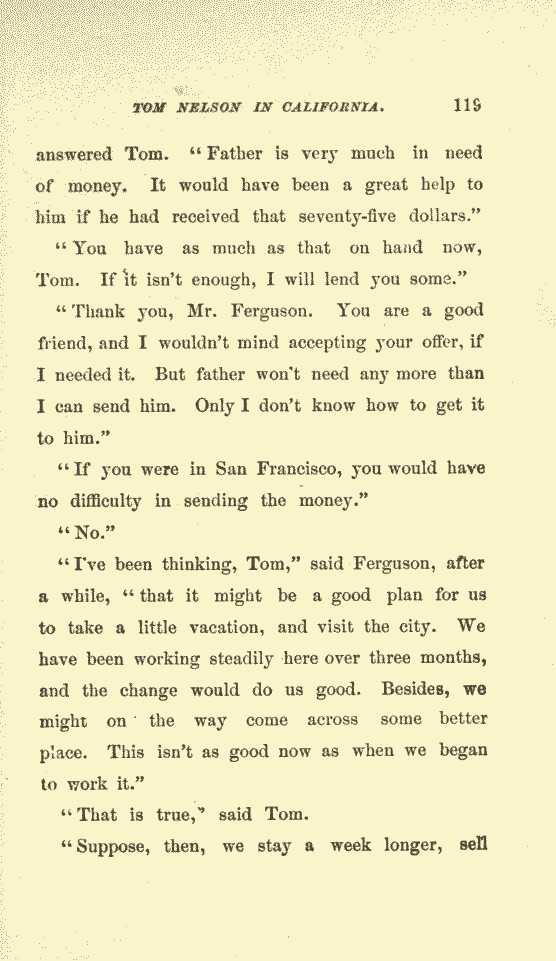 TOM NELSON IN CALIFORNIA. 119
answered Tom. “Father is very much in need
of money. It would have been a great help to
him if he had received that seventy-five dollars.”
“You have as much as that on hand now,
Tom. If it isn't enough, I will lend you some.”
“Thank you, Mr. Ferguson. You are a good
friend, and I wouldn't mind accepting your offer, if
I needed it. But father won't need any more than
I can send him. Only I don't know how to get it
to him.”
“If you were in San Francisco, you would have
no difficulty in sending the money.”
“No.”
“I've been thinking, Tom,” said Ferguson, after
a while, “that it might be a good plan for us
to take a little vacation, and visit the city. We
have been working steadily here over three months,
and the change would do us good. Besides, we
might on the way come across some better
place. This isn't as good now as when we began
to work it.”
“That is true,” said Tom.
“Suppose, then, we stay a week longer, sell